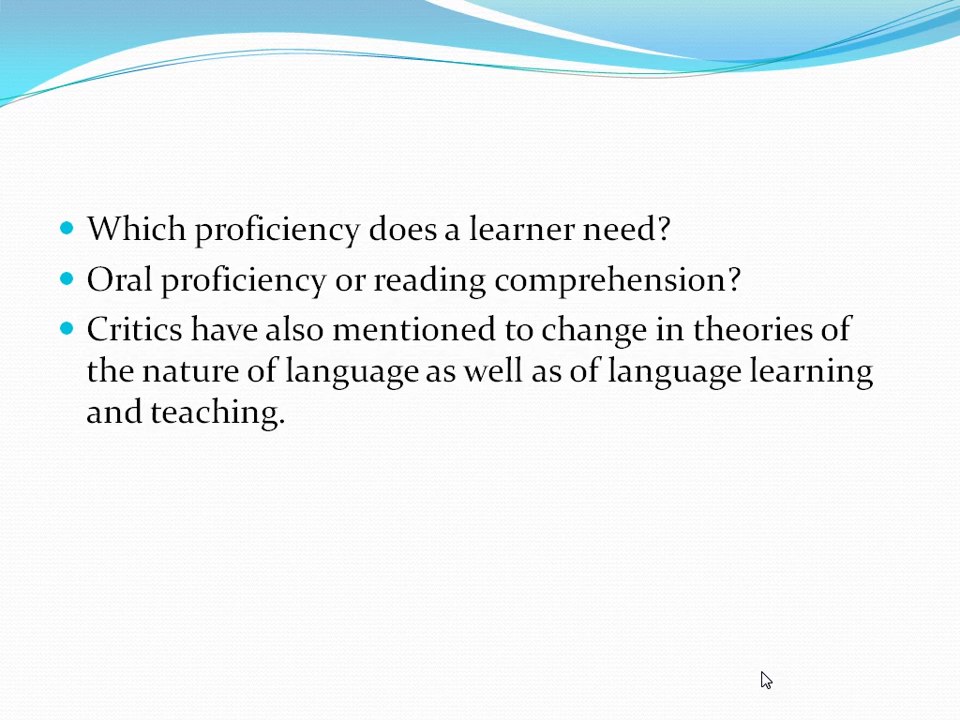 Which proficiency does a learner need?
Oral proficiency or reading comprehension?
Critics have also mentioned to change in theories of
the nature of language as well as of language learning
and teaching.